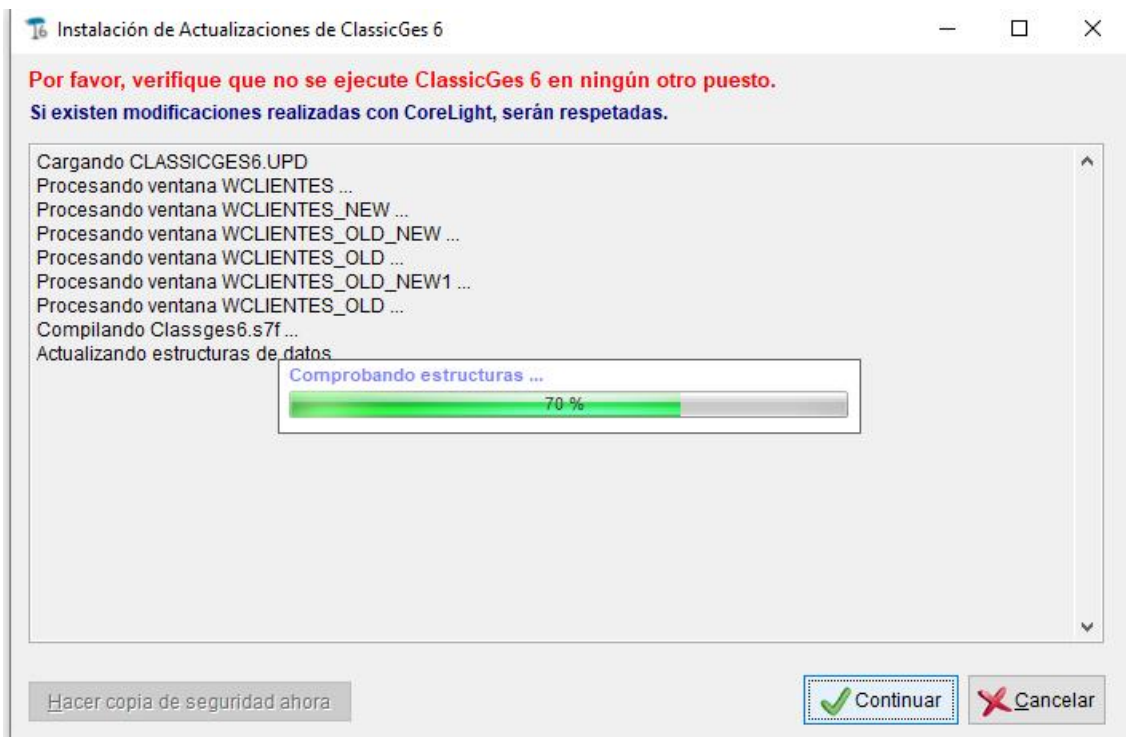 Instalación de Actualizaciones de ClassicGes 6
Por favor, verifique que no se ejecute ClassicGes 6 en ningún otro puesto.
Si existen modificaciones realizadas con CoreLight, serán respetadas.
Cargando CLASSICGES6.UPD
Procesando ventana WCLIENTES ...
Procesando ventana WCLIENTES_NEW ...
Procesando ventana WCLIENTES_OLD_NEW ...
Procesando ventana WCLIENTES_OLD ...
Procesando ventana WCLIENTES_OLD_NEW1 ...
Procesando ventana WCLIENTES_OLD ...
Compilando Classges6.s7f ...
Actualizando estructuras de datos
Comprobando estructuras ...
70 %
Hacer copia de seguridad ahora
Continuar
Cancelar